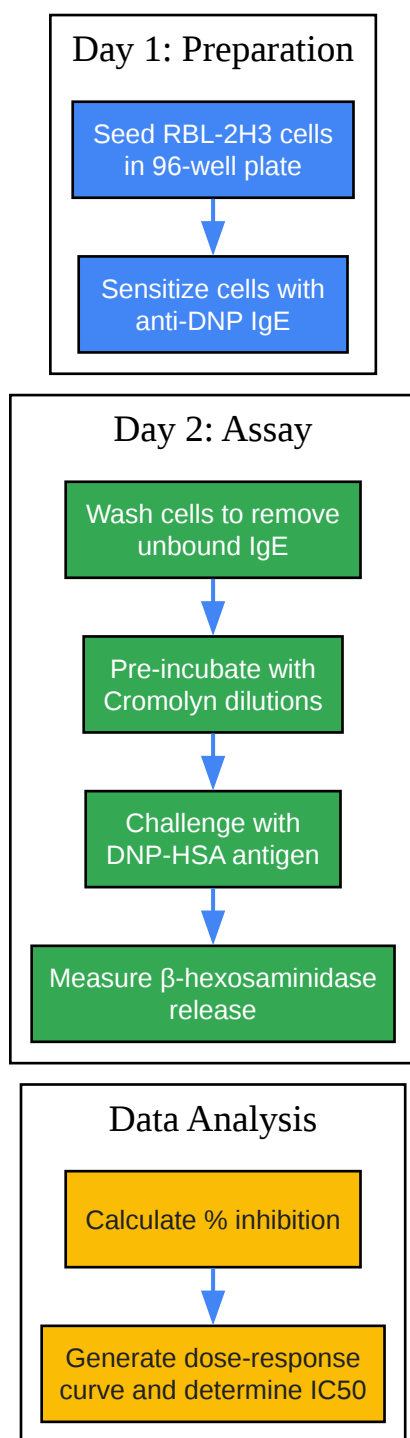 Day 1: Preparation
Seed RBL-2H3 cells
in 96-well plate
Sensitize cells with
anti-DNP IgE
Day 2: Assay
Wash cells to remove
unbound IgE
Pre-incubate with
Cromolyn dilutions
Challenge with
DNP-HSA antigen
Measure β-hexosaminidase
release
Data Analysis
Calculate % inhibition
Generate dose-response
curve and determine IC50